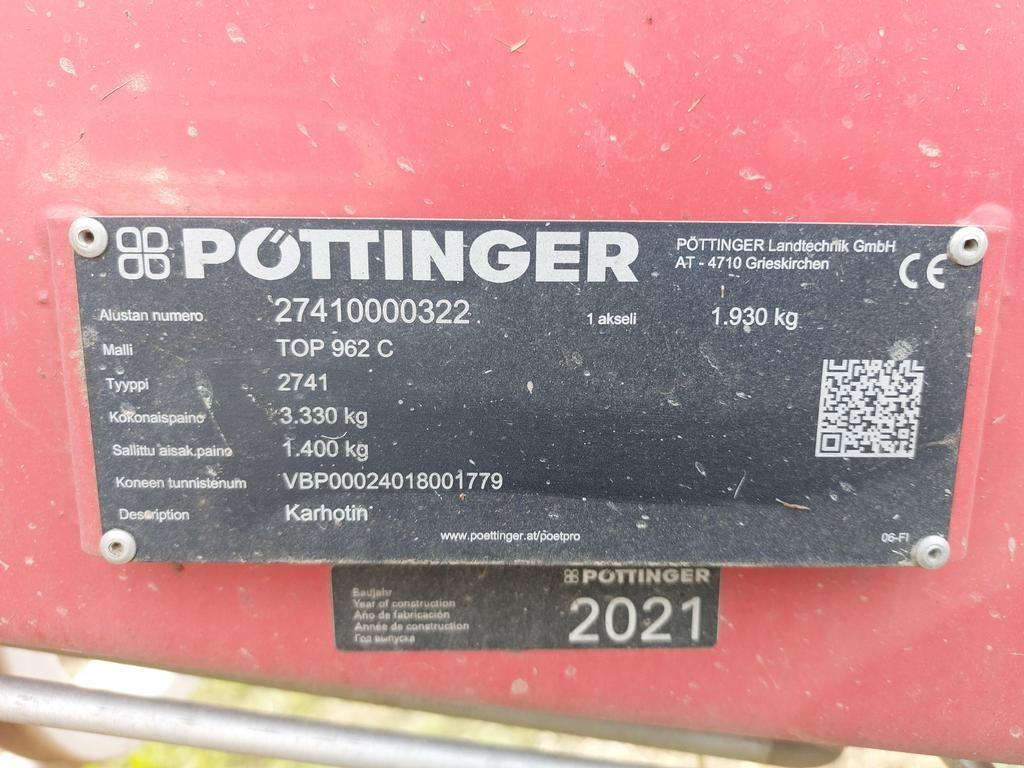 PÖTTINGER
PÖTTINGER Landtechnik GmbH
AT - 4710 Grieskirchen
CE
Alustan numero 27410000322 1 akseli 1.930 kg
Malli TOP 962 C
Tyyppi 2741
Kokonaispaino 3.330 kg
Sallittu aisak.paino 1.400 kg
Koneen tunnistenum VBP00024018001779
Description Karhotin
www.poettinger.at/poetpro 06-FI
PÖTTINGER
Baujahr
Year of construction
Año de fabricación
Année de construction
Год выпуска
2021